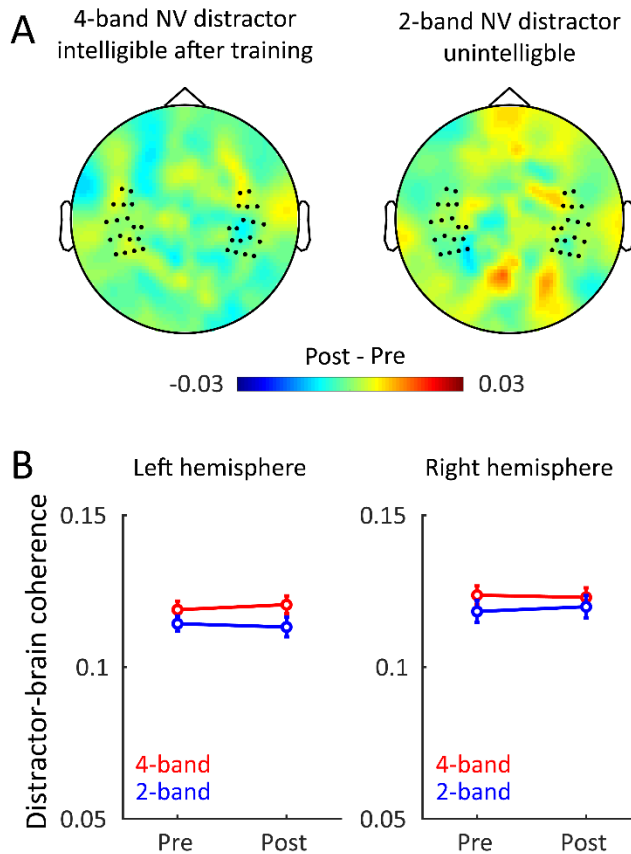 A
4-band NV distractor
intelligible after training
2-band NV distractor
unintelligble
Post - Pre
-0.03
0.03
B
Left hemisphere
Right hemisphere
Distractor-brain coherence
0.15
0.1
0.05
4-band
2-band
Pre
Post
0.15
0.1
0.05
4-band
2-band
Pre
Post